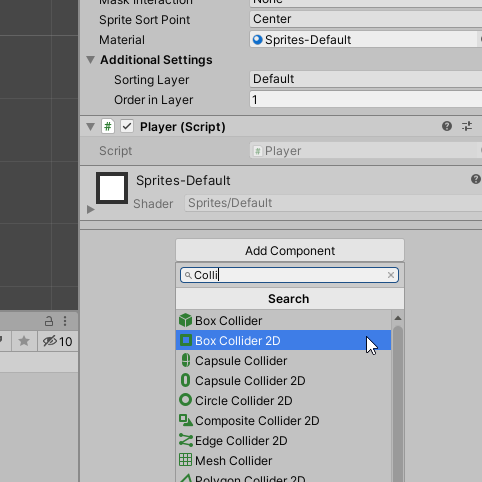 Mask Interaction None
Sprite Sort Point Center
Material Sprites-Default
Additional Settings
Sorting Layer Default
Order in Layer 1
# Player (Script)
Script # Player
Sprites-Default
Shader Sprites/Default
Add Component
Colli
Search
Box Collider
Box Collider 2D
10
Capsule Collider
Capsule Collider 2D
Circle Collider 2D
Composite Collider 2D
Edge Collider 2D
Mesh Collider
Polygon Collider 2D